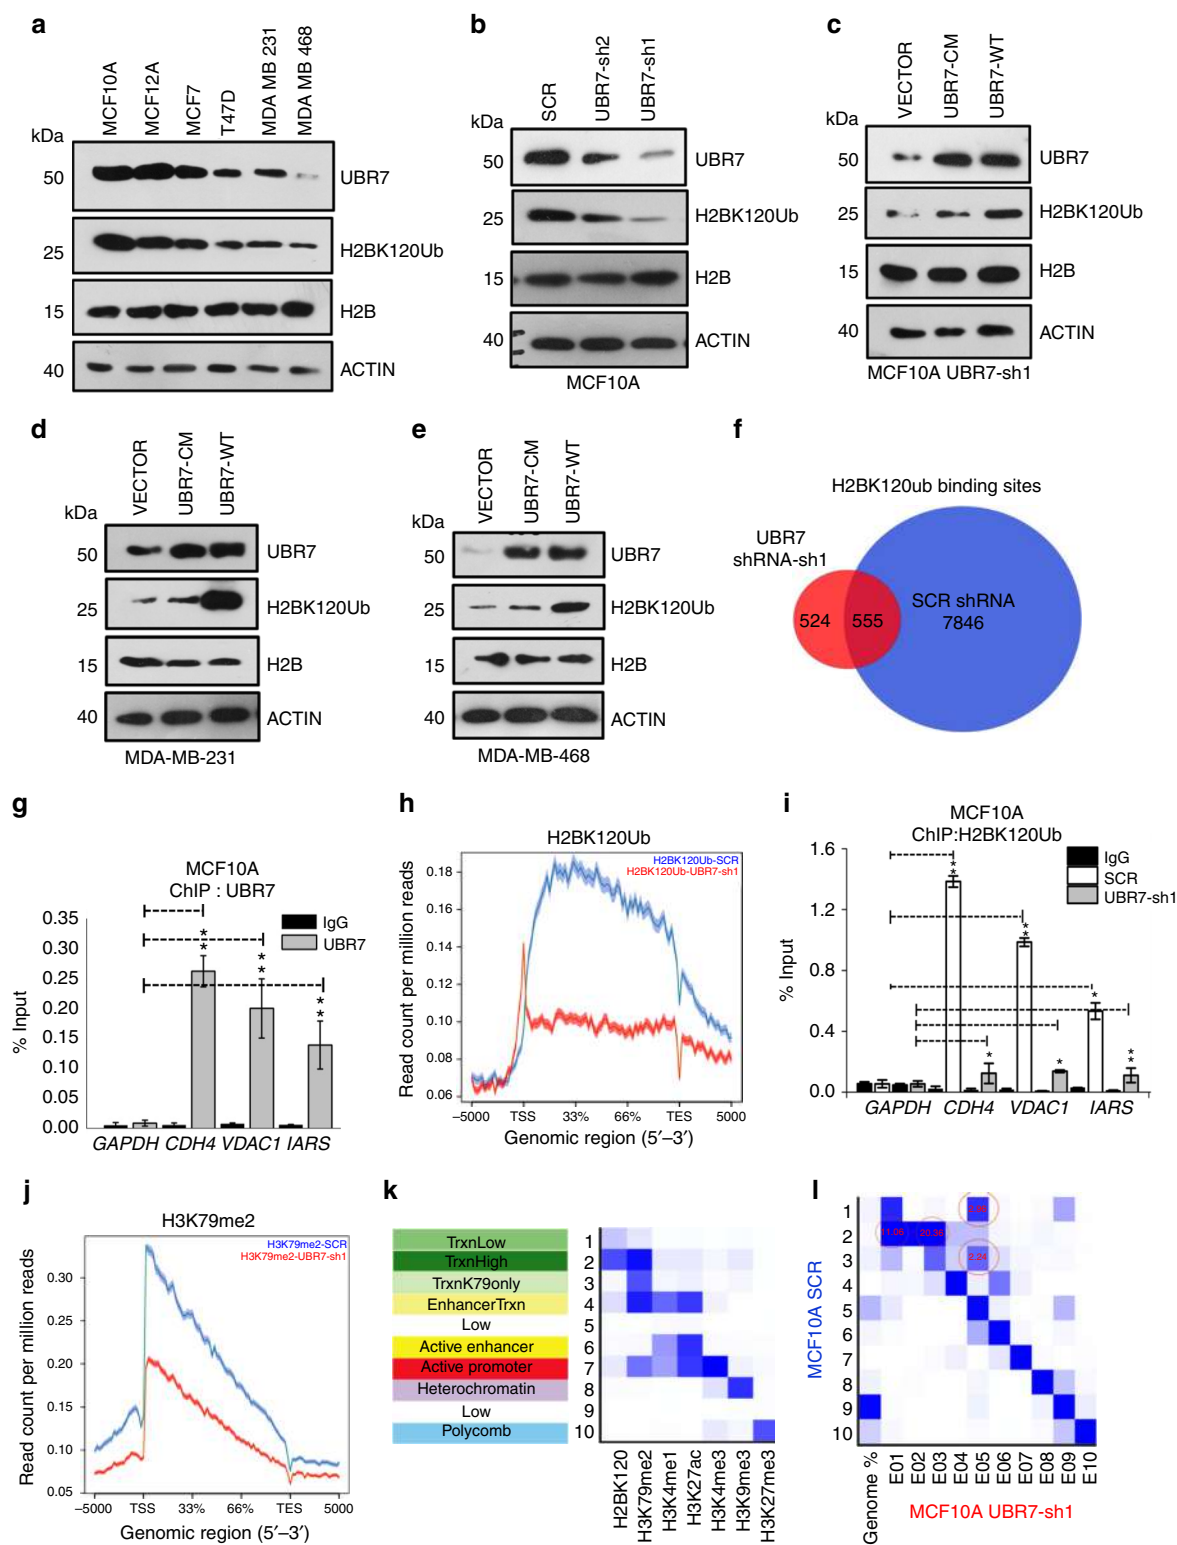 a
MCF10A
MCF12A
MCF7
T47D
MDA MB 231
MDA MB 468
kDa
50
UBR7
25
H2BK120Ub
15
H2B
40
ACTIN
b
SCR
UBR7-sh2
UBR7-sh1
kDa
50
UBR7
25
H2BK120Ub
15
H2B
40
ACTIN
MCF10A
c
VECTOR
UBR7-CM
UBR7-WT
kDa
50
UBR7
25
H2BK120Ub
15
H2B
40
ACTIN
MCF10A UBR7-sh1
d
VECTOR
UBR7-CM
UBR7-WT
kDa
50
UBR7
25
H2BK120Ub
15
H2B
40
ACTIN
MDA-MB-231
e
VECTOR
UBR7-CM
UBR7-WT
kDa
50
UBR7
25
H2BK120Ub
15
H2B
40
ACTIN
MDA-MB-468
f
H2BK120ub binding sites
UBR7
shRNA-sh1
SCR shRNA
524
555
7846
g
MCF10A
ChIP : UBR7
IgG
UBR7
% Input
0.35
0.30
0.25
0.20
0.15
0.10
0.05
0.00
* *
* *
* *
GAPDH CDH4 VDAC1 IARS
h
H2BK120Ub
H2BK120Ub-SCR
H2BK120Ub-UBR7-sh1
Read count per million reads
0.18
0.16
0.14
0.12
0.10
0.08
0.06
−5000 TSS 33% 66% TES 5000
Genomic region (5′–3′)
i
MCF10A
ChIP:H2BK120Ub
IgG
SCR
UBR7-sh1
% Input
1.6
1.2
0.8
0.4
0.0
**
**
*
*
*
**
GAPDH CDH4 VDAC1 IARS
j
H3K79me2
H3K79me2-SCR
H3K79me2-UBR7-sh1
Read count per million reads
0.30
0.25
0.20
0.15
0.10
0.05
−5000 TSS 33% 66% TES 5000
Genomic region (5′–3′)
k
TrxnLow 1
TrxnHigh 2
TrxnK79only 3
EnhancerTrxn 4
Low 5
Active enhancer 6
Active promoter 7
Heterochromatin 8
Low 9
Polycomb 10
H2BK120
H3K79me2
H3K4me1
H3K27ac
H3K4me3
H3K9me3
H3K27me3
l
MCF10A SCR
1
2
3
4
5
6
7
8
9
10
11.05
20.36
2.24
Genome %
E01
E02
E03
E04
E05
E06
E07
E08
E09
E10
MCF10A UBR7-sh1